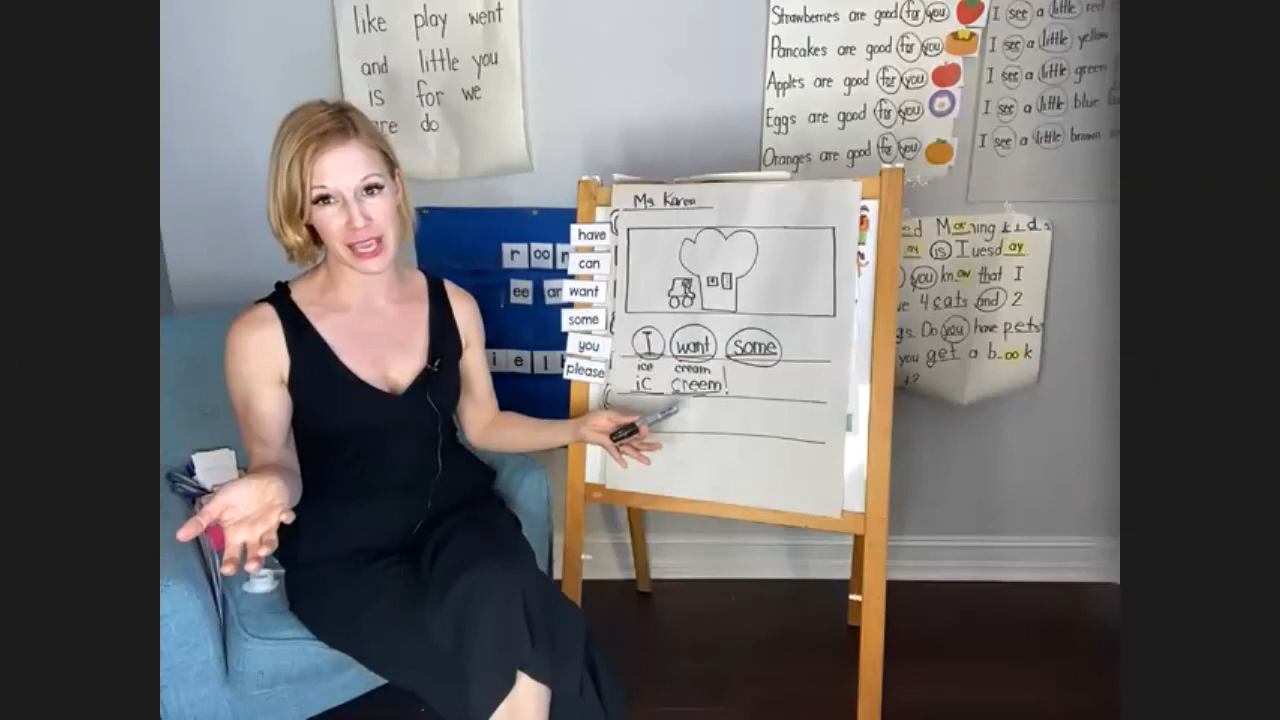 like play went
and little you
is for we
are do
Strawberries are good for you
Pancakes are good for you
Apples are good for you
Eggs are good for you
Oranges are good for you
I see a little red
I see a little yellow
I see a little green
I see a little blue
I see a little brown
have
can
want
some
you
please
Ms. Karen
I want some
ice cream
ic creem!
r oo
ee ar
i e l
Morning kids
ay is Tuesday
you know that I
4 cats and 2
Do you have pets
you get a book